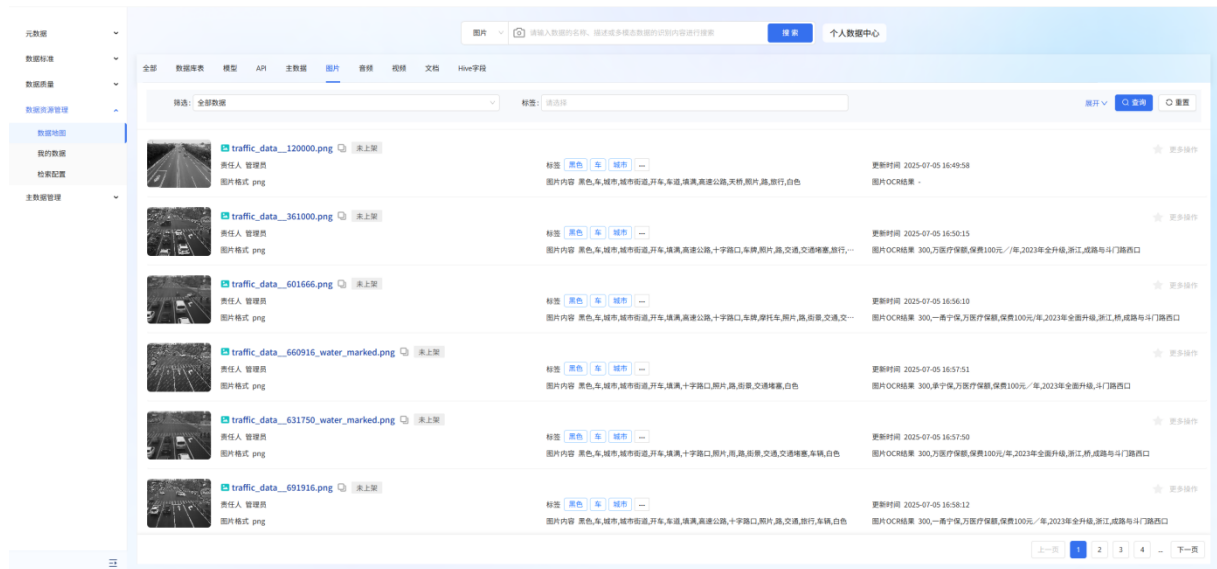 图片 请输入数据的名称、描述或多模态数据的识别内容进行搜索 搜索 个人数据中心
元数据
数据标准
数据质量
数据资源管理
数据地图
我的数据
检索配置
主数据管理
全部 数据库表 模型 API 主数据 图片 音频 视频 文档 Hive字段
筛选: 全部数据 标签: 请选择 展开 查询 重置
traffic_data__120000.png 未上架 更多操作
责任人 管理员 标签 黑色 车 城市 ... 更新时间 2025-07-05 16:49:58
图片格式 png 图片内容 黑色,车,城市,城市街道,开车,车道,填满,高速公路,天桥,照片,路,旅行,白色 图片OCR结果 -
traffic_data__361000.png 未上架 更多操作
责任人 管理员 标签 黑色 车 城市 ... 更新时间 2025-07-05 16:50:15
图片格式 png 图片内容 黑色,车,城市,城市街道,开车,填满,高速公路,十字路口,车牌,照片,路,交通,交通堵塞,旅行,… 图片OCR结果 300,万医疗保额,保费100元／/年,2023年全升级,浙江,成路与斗门路西口
traffic_data__601666.png 未上架 更多操作
责任人 管理员 标签 黑色 车 城市 ... 更新时间 2025-07-05 16:56:10
图片格式 png 图片内容 黑色,车,城市,城市街道,开车,填满,高速公路,十字路口,车牌,摩托车,照片,路,街景,交通,交… 图片OCR结果 300,一甬宁保,万医疗保额,保费100元/年,2023年全面升级,浙江,桥,成路与斗门路西口
traffic_data__660916_water_marked.png 未上架 更多操作
责任人 管理员 标签 黑色 车 城市 ... 更新时间 2025-07-05 16:57:51
图片格式 png 图片内容 黑色,车,城市,城市街道,开车,填满,十字路口,照片,路,街景,交通堵塞,白色 图片OCR结果 300,承宁保,万医疗保额,保费100元／年,2023年全面升级,斗门路西口
traffic_data__631750_water_marked.png 未上架 更多操作
责任人 管理员 标签 黑色 车 城市 ... 更新时间 2025-07-05 16:57:50
图片格式 png 图片内容 黑色,车,城市,城市街道,开车,填满,十字路口,照片,雨,路,街景,交通,交通堵塞,车辆,白色 图片OCR结果 300,万医疗保额,保费100元/年,2023年全面升级,浙江,桥,成路与斗门路西口
traffic_data__691916.png 未上架 更多操作
责任人 管理员 标签 黑色 车 城市 ... 更新时间 2025-07-05 16:58:12
图片格式 png 图片内容 黑色,车,城市,城市街道,开车,车道,填满,高速公路,十字路口,照片,路,交通,旅行,车辆,白色 图片OCR结果 300,一甬宁保,万医疗保额,保费100元／年,2023年全升级,浙江,成路与斗门路西口
上一页 1 2 3 4 ... 下一页